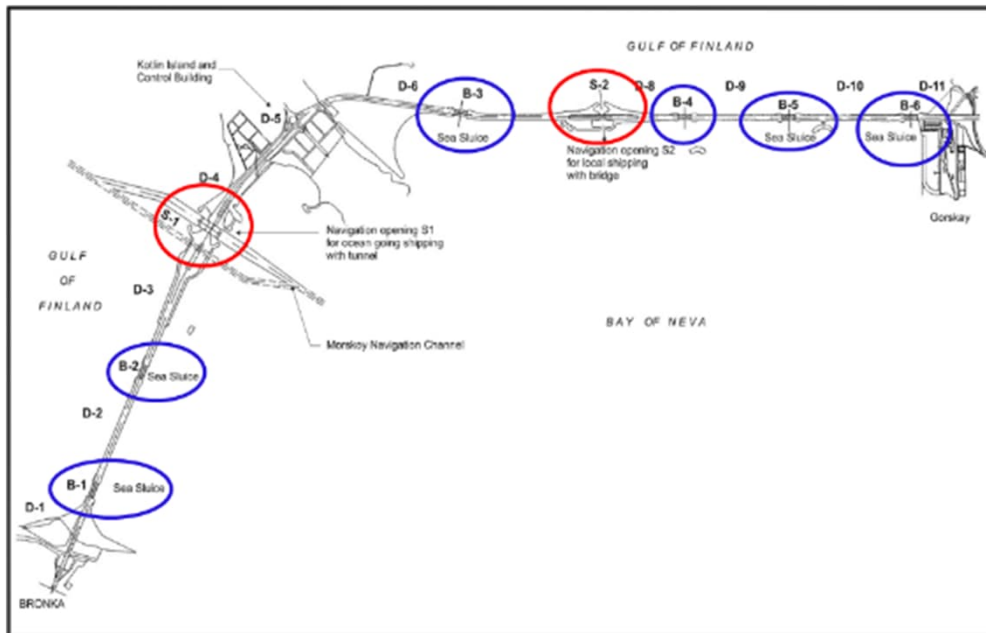 GULF OF FINLAND
Kotlin Island and
Control Building
D-6
B-3
S-2
D-8
B-4
D-9
B-5
D-10
B-6
D-11
D-5
Sea Sluice
Sea Sluice
Sea Sluice
Navigation opening S2
for local shipping
with bridge
D-4
S-1
Navigation opening S1
for ocean going shipping
with tunnel
Gorskay
GULF
OF
FINLAND
D-3
BAY OF NEVA
Morskoy Navigation Channel
B-2
Sea Sluice
D-2
B-1
Sea Sluice
D-1
BRONKA